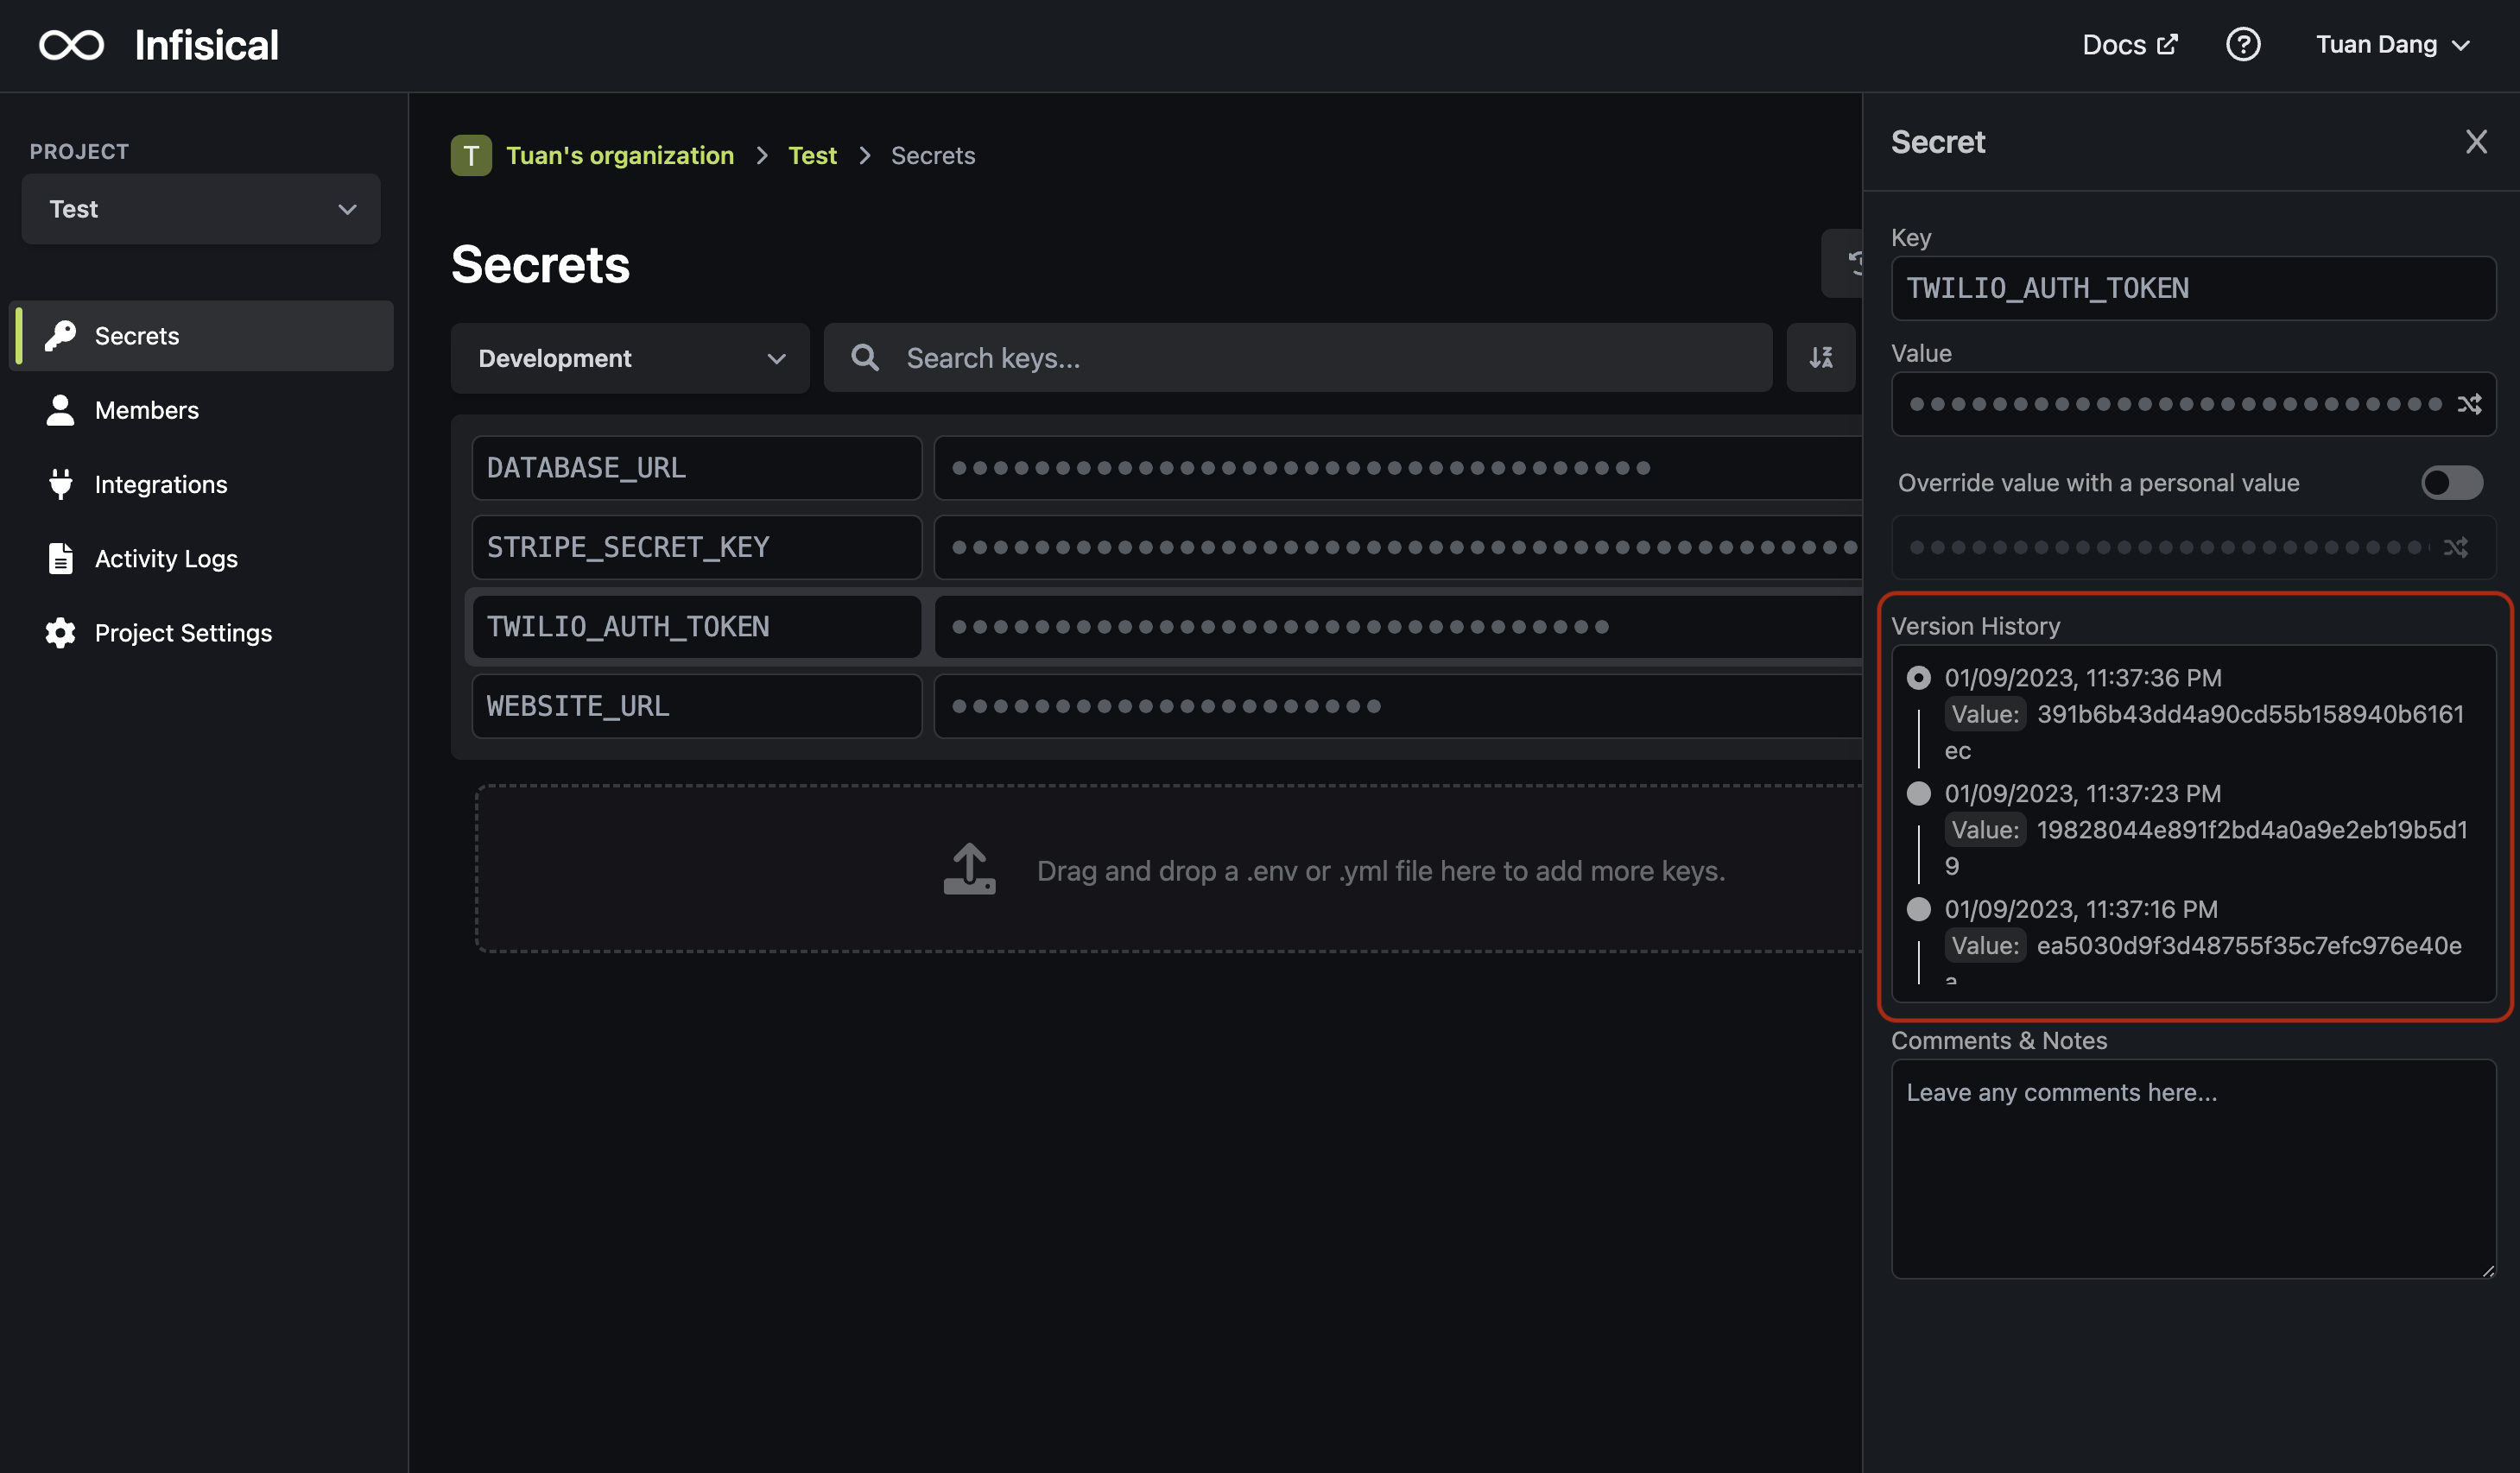 Infisical
Docs
Tuan Dang
PROJECT
Test
Secrets
Members
Integrations
Activity Logs
Project Settings
T Tuan's organization > Test > Secrets
Secrets
Development
Search keys...
DATABASE_URL
STRIPE_SECRET_KEY
TWILIO_AUTH_TOKEN
WEBSITE_URL
Drag and drop a .env or .yml file here to add more keys.
Secret
Key
TWILIO_AUTH_TOKEN
Value
Override value with a personal value
Version History
01/09/2023, 11:37:36 PM
Value: 391b6b43dd4a90cd55b158940b6161
ec
01/09/2023, 11:37:23 PM
Value: 19828044e891f2bd4a0a9e2eb19b5d1
9
01/09/2023, 11:37:16 PM
Value: ea5030d9f3d48755f35c7efc976e40e
a
Comments & Notes
Leave any comments here...